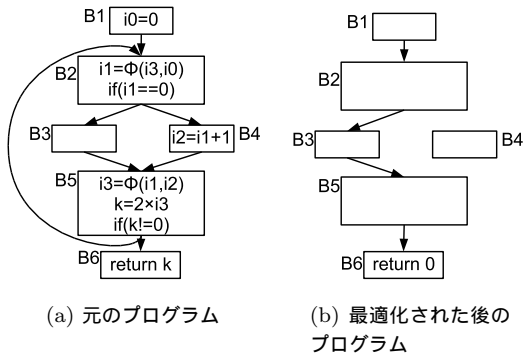 B1
i0=0
B2
i1=Φ(i3,i0)
if(i1==0)
B3
i2=i1+1
B4
B5
i3=Φ(i1,i2)
k=2×i3
if(k!=0)
B6
return k
(a) 元のプログラム
B1
B2
B3
B4
B5
B6
return 0
(b) 最適化された後の
プログラム